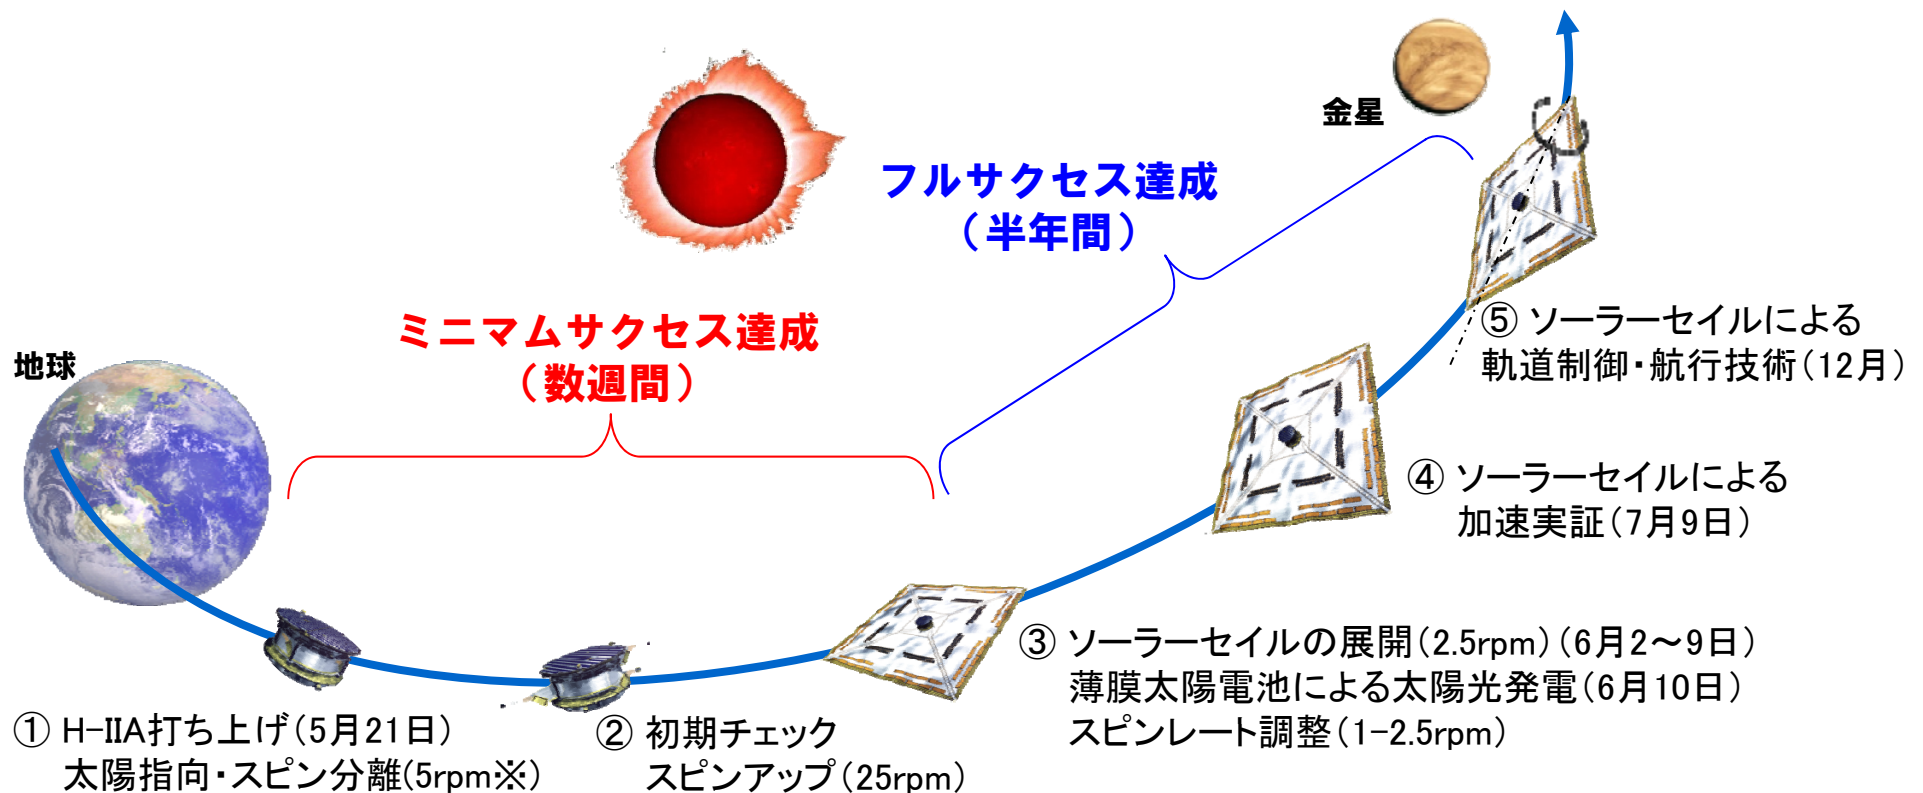 金星
フルサクセス達成
（半年間）
ミニマムサクセス達成
（数週間）
地球
① H-IIA打ち上げ（5月21日）
太陽指向・スピン分離(5rpm※）
② 初期チェック
スピンアップ（25rpm）
③ ソーラーセイルの展開（2.5rpm）（6月2～9日）
薄膜太陽電池による太陽光発電（6月10日）
スピンレート調整（1-2.5rpm）
④ ソーラーセイルによる
加速実証（7月9日）
⑤ ソーラーセイルによる
軌道制御・航行技術（12月）